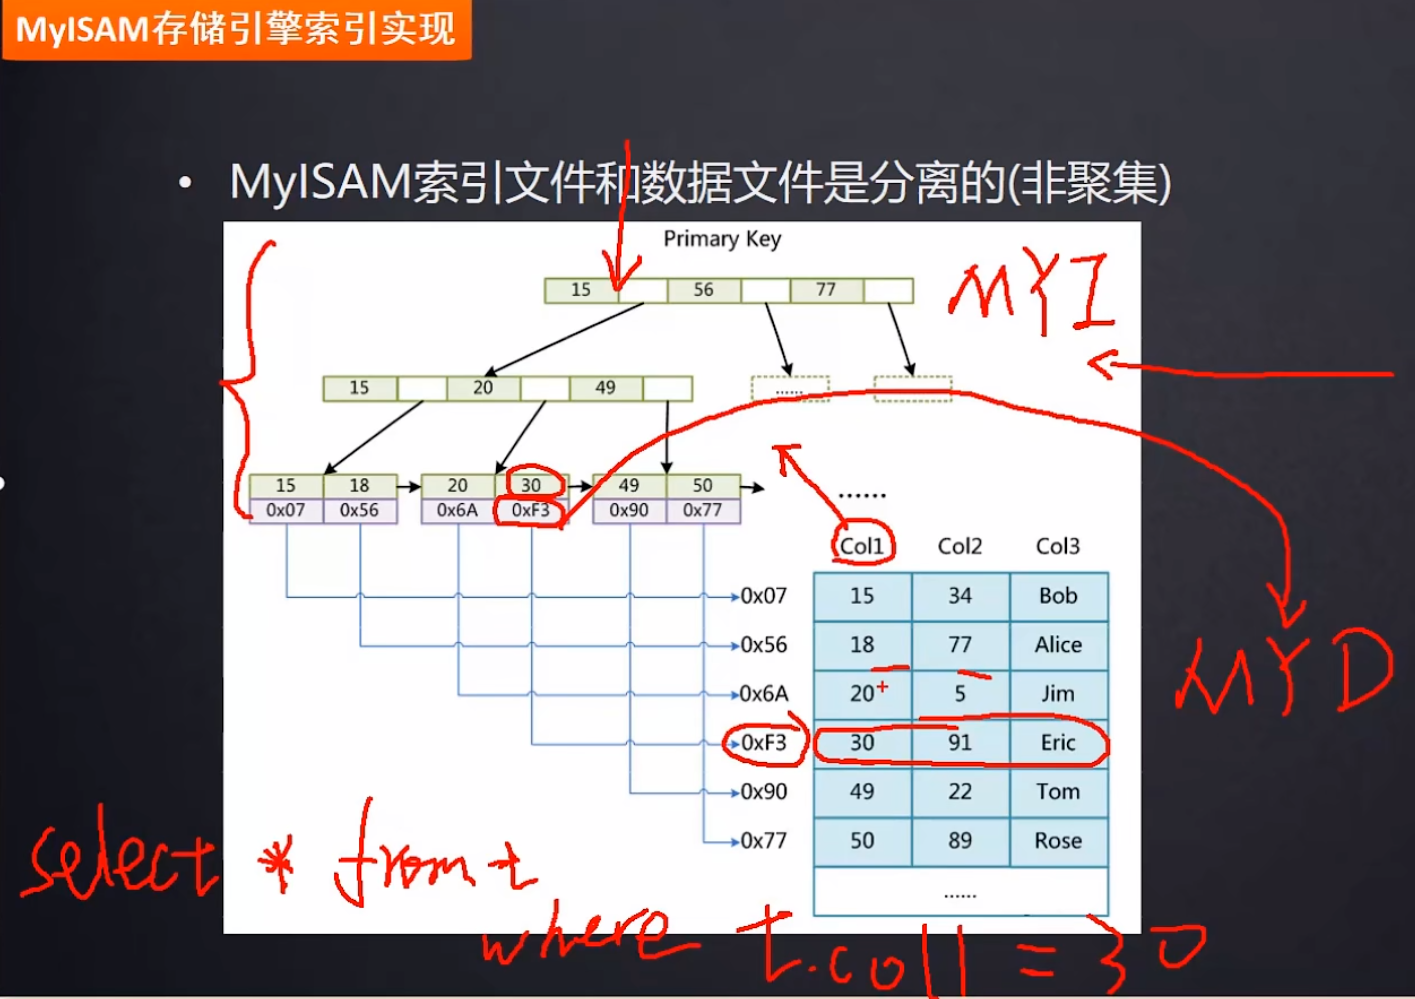 MyISAM存储引擎索引实现
• MyISAM索引文件和数据文件是分离的(非聚集)
Primary Key
15 56 77
MYI
15 20 49 ......
15 18 20 30 49 50
0x07 0x56 0x6A 0xF3 0x90 0x77
......
Col1 Col2 Col3
0x07 15 34 Bob
0x56 18 77 Alice
0x6A 20 5 Jim
0xF3 30 91 Eric
0x90 49 22 Tom
0x77 50 89 Rose
......
MYD
select * from t
where t.col1 = 30